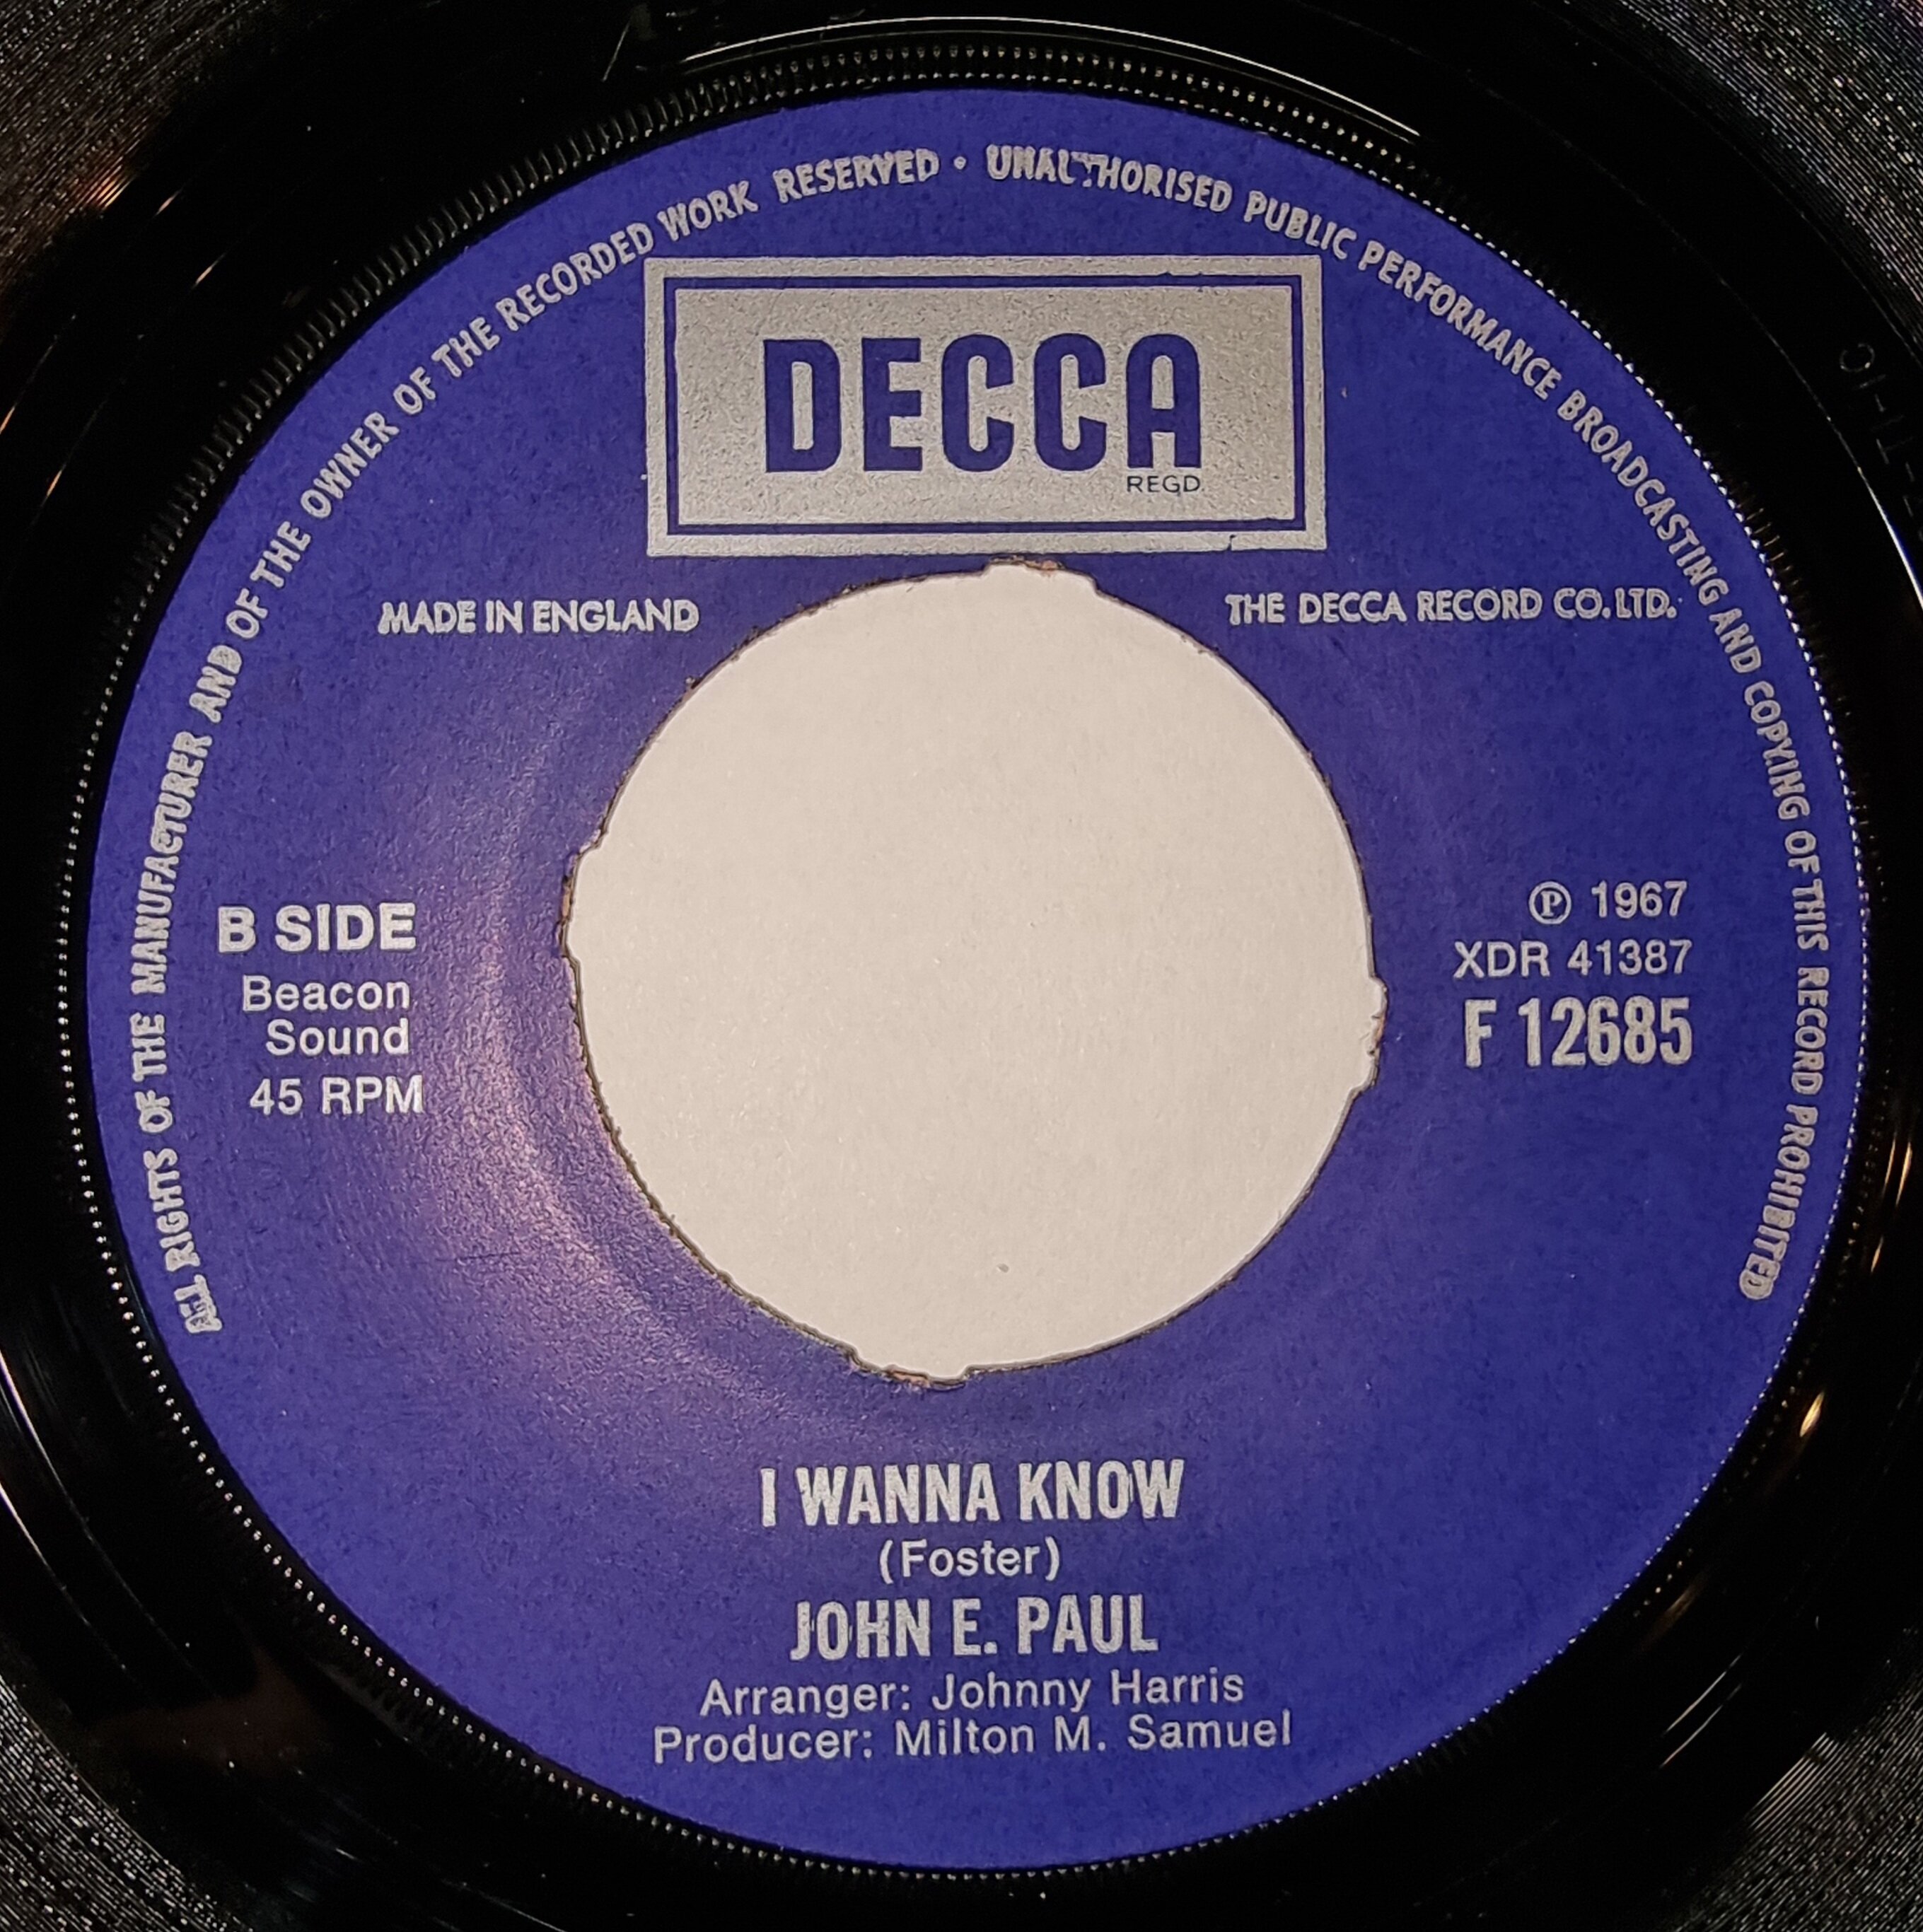 ALL RIGHTS OF THE MANUFACTURER AND OF THE OWNER OF THE RECORDED WORK RESERVED • UNAUTHORISED PUBLIC PERFORMANCE BROADCASTING AND COPYING OF THIS RECORD PROHIBITED
DECCA
REGD.
MADE IN ENGLAND
THE DECCA RECORD CO. LTD.
B SIDE
Beacon
Sound
45 RPM
Ⓟ 1967
XDR 41387
F 12685
I WANNA KNOW
(Foster)
JOHN E. PAUL
Arranger: Johnny Harris
Producer: Milton M. Samuel